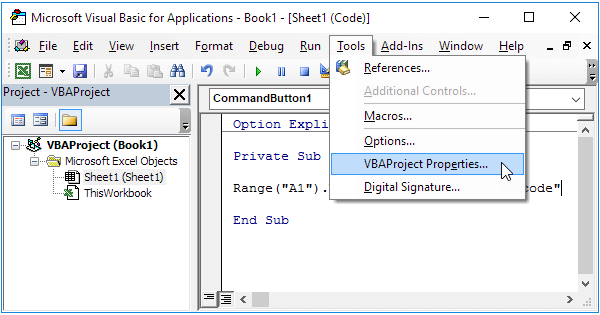 Microsoft Visual Basic for Applications - Book1 - [Sheet1 (Code)]
File Edit View Insert Format Debug Run Tools Add-Ins Window Help
Project - VBAProject
VBAProject (Book1)
Microsoft Excel Objects
Sheet1 (Sheet1)
ThisWorkbook
CommandButton1
Option Expli
Private Sub
Range("A1"). code"
End Sub
References...
Additional Controls...
Macros...
Options...
VBAProject Properties...
Digital Signature...